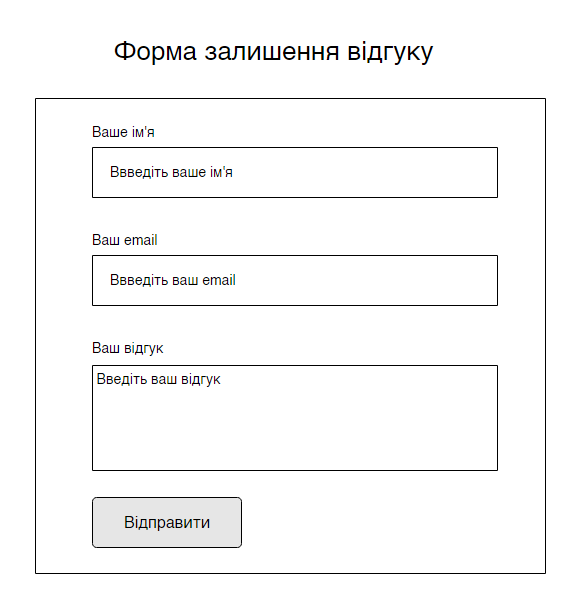 Форма залишення відгуку
Ваше ім'я
Ввведіть ваше ім'я
Ваш email
Ввведіть ваш email
Ваш відгук
Введіть ваш відгук
Відправити